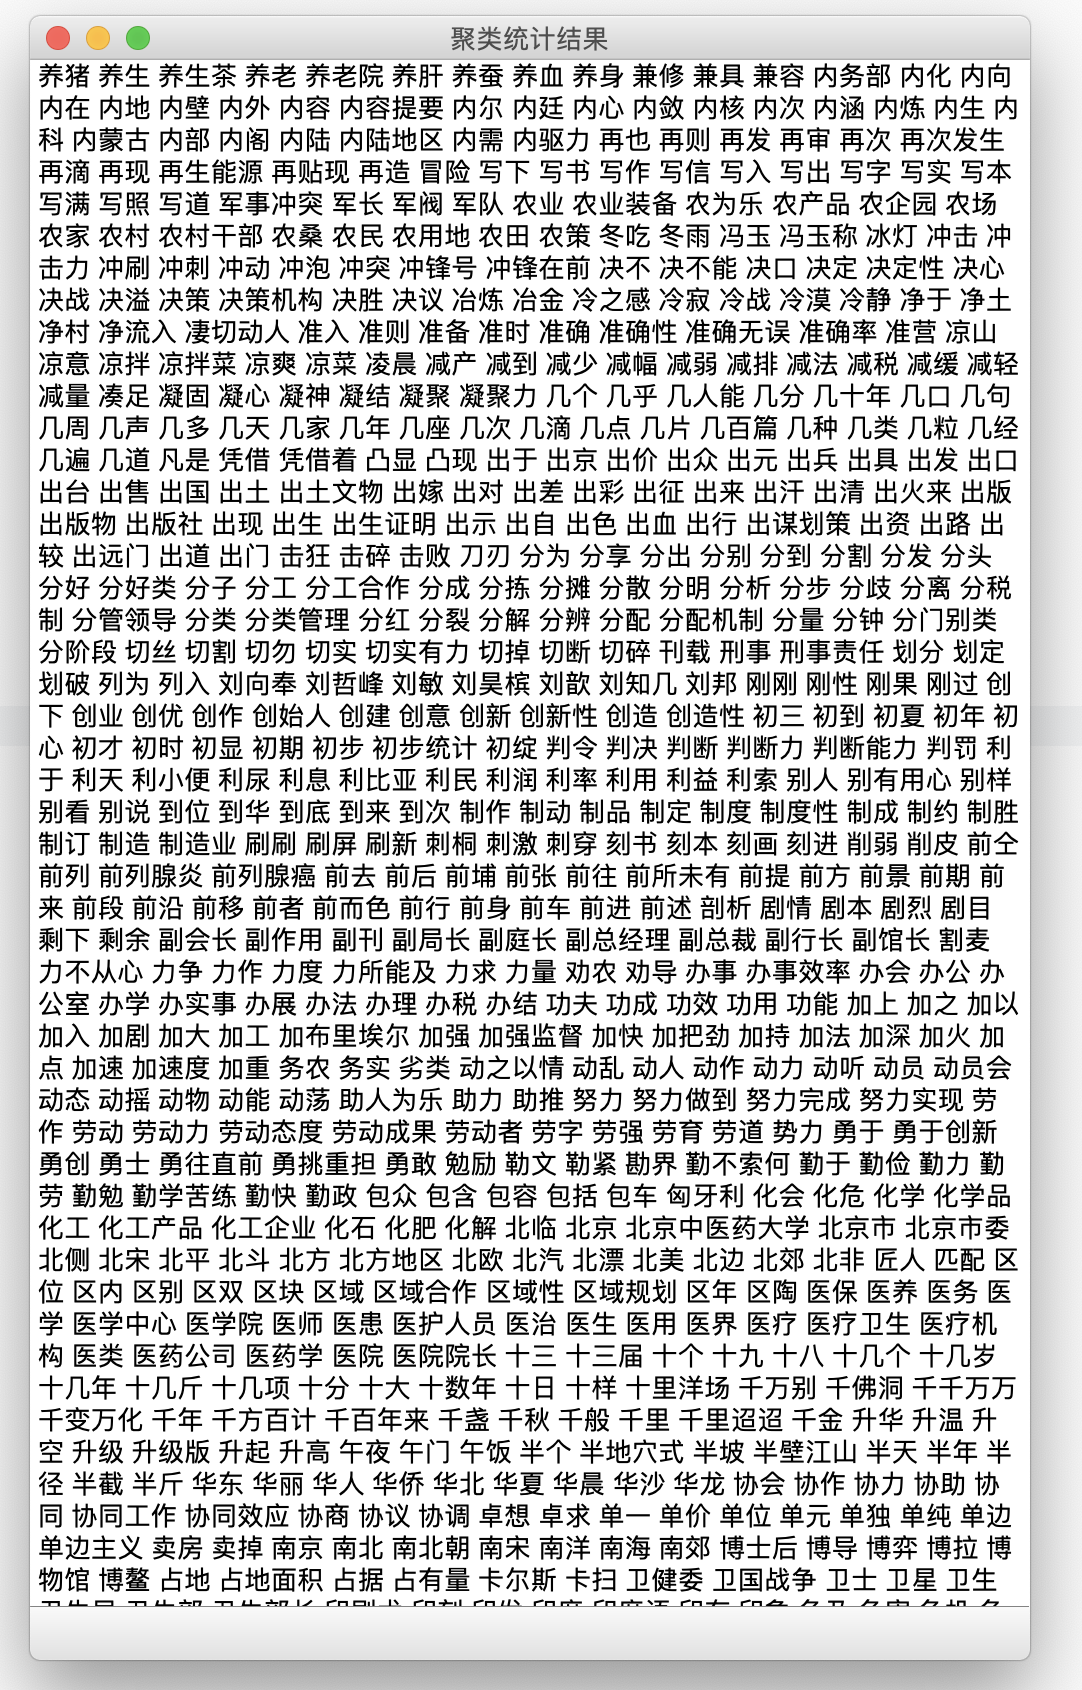 聚类统计结果
养猪 养生 养生茶 养老 养老院 养肝 养蚕 养血 养身 兼修 兼具 兼容 内务部 内化 内向
内在 内地 内壁 内外 内容 内容提要 内尔 内廷 内心 内敛 内核 内次 内涵 内炼 内生 内
科 内蒙古 内部 内阁 内陆 内陆地区 内需 内驱力 再也 再则 再发 再审 再次 再次发生
再滴 再现 再生能源 再贴现 再造 冒险 写下 写书 写作 写信 写入 写出 写字 写实 写本
写满 写照 写道 军事冲突 军长 军阀 军队 农业 农业装备 农为乐 农产品 农企园 农场
农家 农村 农村干部 农桑 农民 农用地 农田 农策 冬吃 冬雨 冯玉 冯玉称 冰灯 冲击 冲
击力 冲刷 冲刺 冲动 冲泡 冲突 冲锋号 冲锋在前 决不 决不能 决口 决定 决定性 决心
决战 决溢 决策 决策机构 决胜 决议 冶炼 冶金 冷之感 冷寂 冷战 冷漠 冷静 净于 净土
净村 净流入 凄切动人 准入 准则 准备 准时 准确 准确性 准确无误 准确率 准营 凉山
凉意 凉拌 凉拌菜 凉爽 凉菜 凌晨 减产 减到 减少 减幅 减弱 减排 减法 减税 减缓 减轻
减量 凑足 凝固 凝心 凝神 凝结 凝聚 凝聚力 几个 几乎 几人能 几分 几十年 几口 几句
几周 几声 几多 几天 几家 几年 几座 几次 几滴 几点 几片 几百篇 几种 几类 几粒 几经
几遍 几道 凡是 凭借 凭借着 凸显 凸现 出于 出京 出价 出众 出元 出兵 出具 出发 出口
出台 出售 出国 出土 出土文物 出嫁 出对 出差 出彩 出征 出来 出汗 出清 出火来 出版
出版物 出版社 出现 出生 出生证明 出示 出自 出色 出血 出行 出谋划策 出资 出路 出
较 出远门 出道 出门 击狂 击碎 击败 刀刃 分为 分享 分出 分别 分到 分割 分发 分头
分好 分好类 分子 分工 分工合作 分成 分拣 分摊 分散 分明 分析 分步 分歧 分离 分税
制 分管领导 分类 分类管理 分红 分裂 分解 分辨 分配 分配机制 分量 分钟 分门别类
分阶段 切丝 切割 切勿 切实 切实有力 切掉 切断 切碎 刊载 刑事 刑事责任 划分 划定
划破 列为 列入 刘向奉 刘哲峰 刘敏 刘昊槟 刘歆 刘知几 刘邦 刚刚 刚性 刚果 刚过 创
下 创业 创优 创作 创始人 创建 创意 创新 创新性 创造 创造性 初三 初到 初夏 初年 初
心 初才 初时 初显 初期 初步 初步统计 初绽 判令 判决 判断 判断力 判断能力 判罚 利
于 利天 利小便 利尿 利息 利比亚 利民 利润 利率 利用 利益 利索 别人 别有用心 别样
别看 别说 到位 到华 到底 到来 到次 制作 制动 制品 制定 制度 制度性 制成 制约 制胜
制订 制造 制造业 刷刷 刷屏 刷新 刺桐 刺激 刺穿 刻书 刻本 刻画 刻进 削弱 削皮 前仝
前列 前列腺炎 前列腺癌 前去 前后 前埔 前张 前往 前所未有 前提 前方 前景 前期 前
来 前段 前沿 前移 前者 前而色 前行 前身 前车 前进 前述 剖析 剧情 剧本 剧烈 剧目
剩下 剩余 副会长 副作用 副刊 副局长 副庭长 副总经理 副总裁 副行长 副馆长 割麦
力不从心 力争 力作 力度 力所能及 力求 力量 劝农 劝导 办事 办事效率 办会 办公 办
公室 办学 办实事 办展 办法 办理 办税 办结 功夫 功成 功效 功用 功能 加上 加之 加以
加入 加剧 加大 加工 加布里埃尔 加强 加强监督 加快 加把劲 加持 加法 加深 加火 加
点 加速 加速度 加重 务农 务实 劣类 动之以情 动乱 动人 动作 动力 动听 动员 动员会
动态 动摇 动物 动能 动荡 助人为乐 助力 助推 努力 努力做到 努力完成 努力实现 劳
作 劳动 劳动力 劳动态度 劳动成果 劳动者 劳字 劳强 劳育 劳道 势力 勇于 勇于创新
勇创 勇士 勇往直前 勇挑重担 勇敢 勉励 勒文 勒紧 勘界 勤不索何 勤于 勤俭 勤力 勤
劳 勤勉 勤学苦练 勤快 勤政 包众 包含 包容 包括 包车 匈牙利 化会 化危 化学 化学品
化工 化工产品 化工企业 化石 化肥 化解 北临 北京 北京中医药大学 北京市 北京市委
北侧 北宋 北平 北斗 北方 北方地区 北欧 北汽 北漂 北美 北边 北郊 北非 匠人 匹配 区
位 区内 区别 区双 区块 区域 区域合作 区域性 区域规划 区年 区陶 医保 医养 医务 医
学 医学中心 医学院 医师 医患 医护人员 医治 医生 医用 医界 医疗 医疗卫生 医疗机
构 医类 医药公司 医药学 医院 医院院长 十三 十三届 十个 十九 十八 十几个 十几岁
十几年 十几斤 十几项 十分 十大 十数年 十日 十样 十里洋场 千万别 千佛洞 千千万万
千变万化 千年 千方百计 千百年来 千盏 千秋 千般 千里 千里迢迢 千金 升华 升温 升
空 升级 升级版 升起 升高 午夜 午门 午饭 半个 半地穴式 半坡 半壁江山 半天 半年 半
径 半截 半斤 华东 华丽 华人 华侨 华北 华夏 华晨 华沙 华龙 协会 协作 协力 协助 协
同 协同工作 协同效应 协商 协议 协调 卓想 卓求 单一 单价 单位 单元 单独 单纯 单边
单边主义 卖房 卖掉 南京 南北 南北朝 南宋 南洋 南海 南郊 博士后 博导 博弈 博拉 博
物馆 博鳌 占地 占地面积 占据 占有量 卡尔斯 卡扫 卫健委 卫国战争 卫士 卫星 卫生